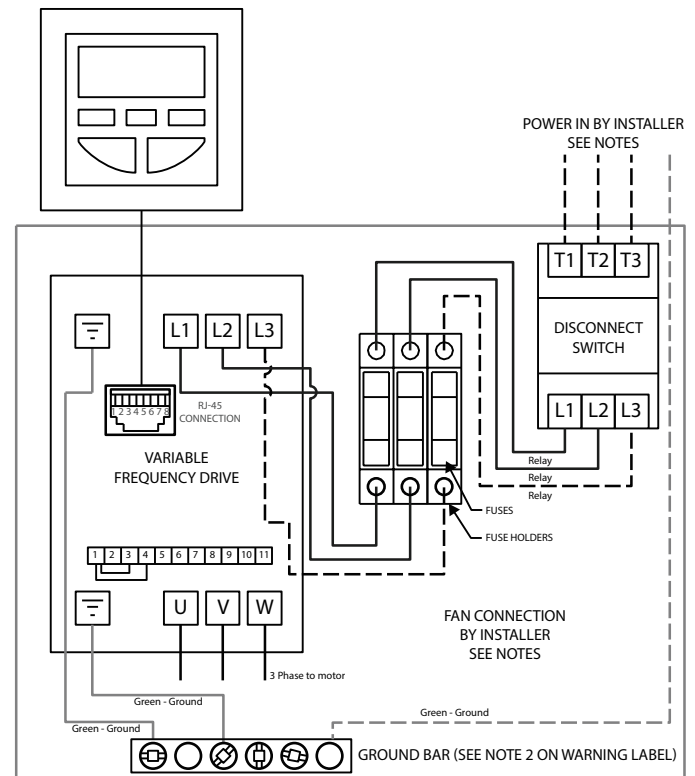 POWER IN BY INSTALLER
SEE NOTES
T1 T2 T3
DISCONNECT
SWITCH
L1 L2 L3
L1 L2 L3
1 2 3 4 5 6 7 8
RJ-45
CONNECTION
VARIABLE
FREQUENCY DRIVE
Relay
Relay
Relay
FUSES
FUSE HOLDERS
1 2 3 4 5 6 7 8 9 10 11
U V W
3 Phase to motor
FAN CONNECTION
BY INSTALLER
SEE NOTES
Green - Ground
Green - Ground
Green - Ground
GROUND BAR (SEE NOTE 2 ON WARNING LABEL)